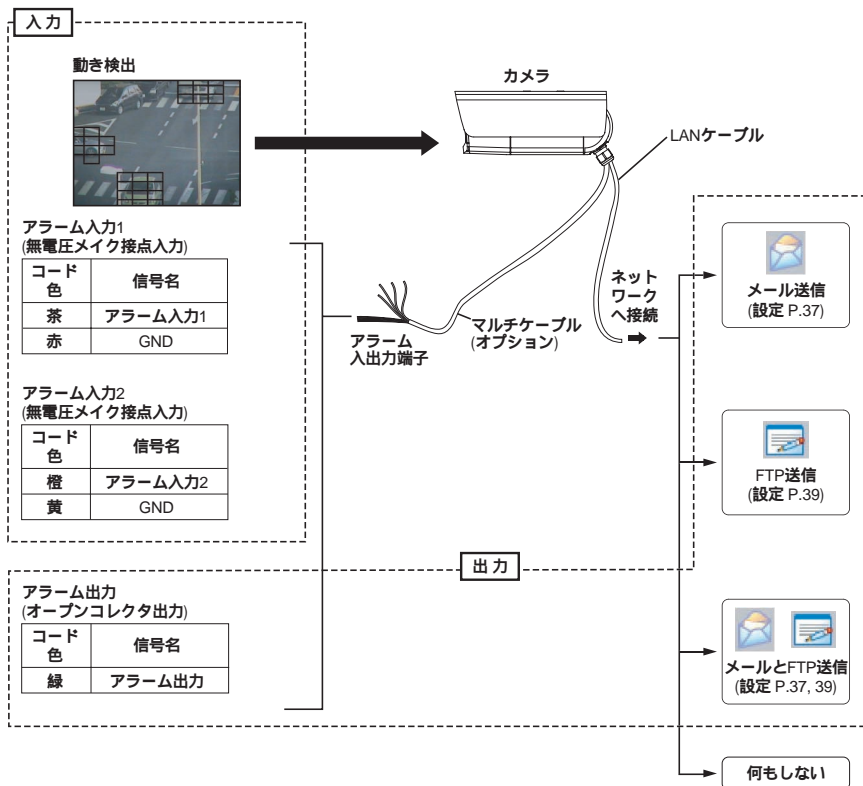 入力
動き検出
カメラ
LANケーブル
アラーム入力1
(無電圧メイク接点入力)
コード色 信号名
茶 アラーム入力1
赤 GND
アラーム入力2
(無電圧メイク接点入力)
コード色 信号名
橙 アラーム入力2
黄 GND
アラーム
入出力端子
マルチケーブル
(オプション)
ネット
ワーク
へ接続
出力
アラーム出力
(オープンコレクタ出力)
コード色 信号名
緑 アラーム出力
メール送信
(設定 P.37)
FTP送信
(設定 P.39)
メールとFTP送信
(設定 P.37, 39)
何もしない